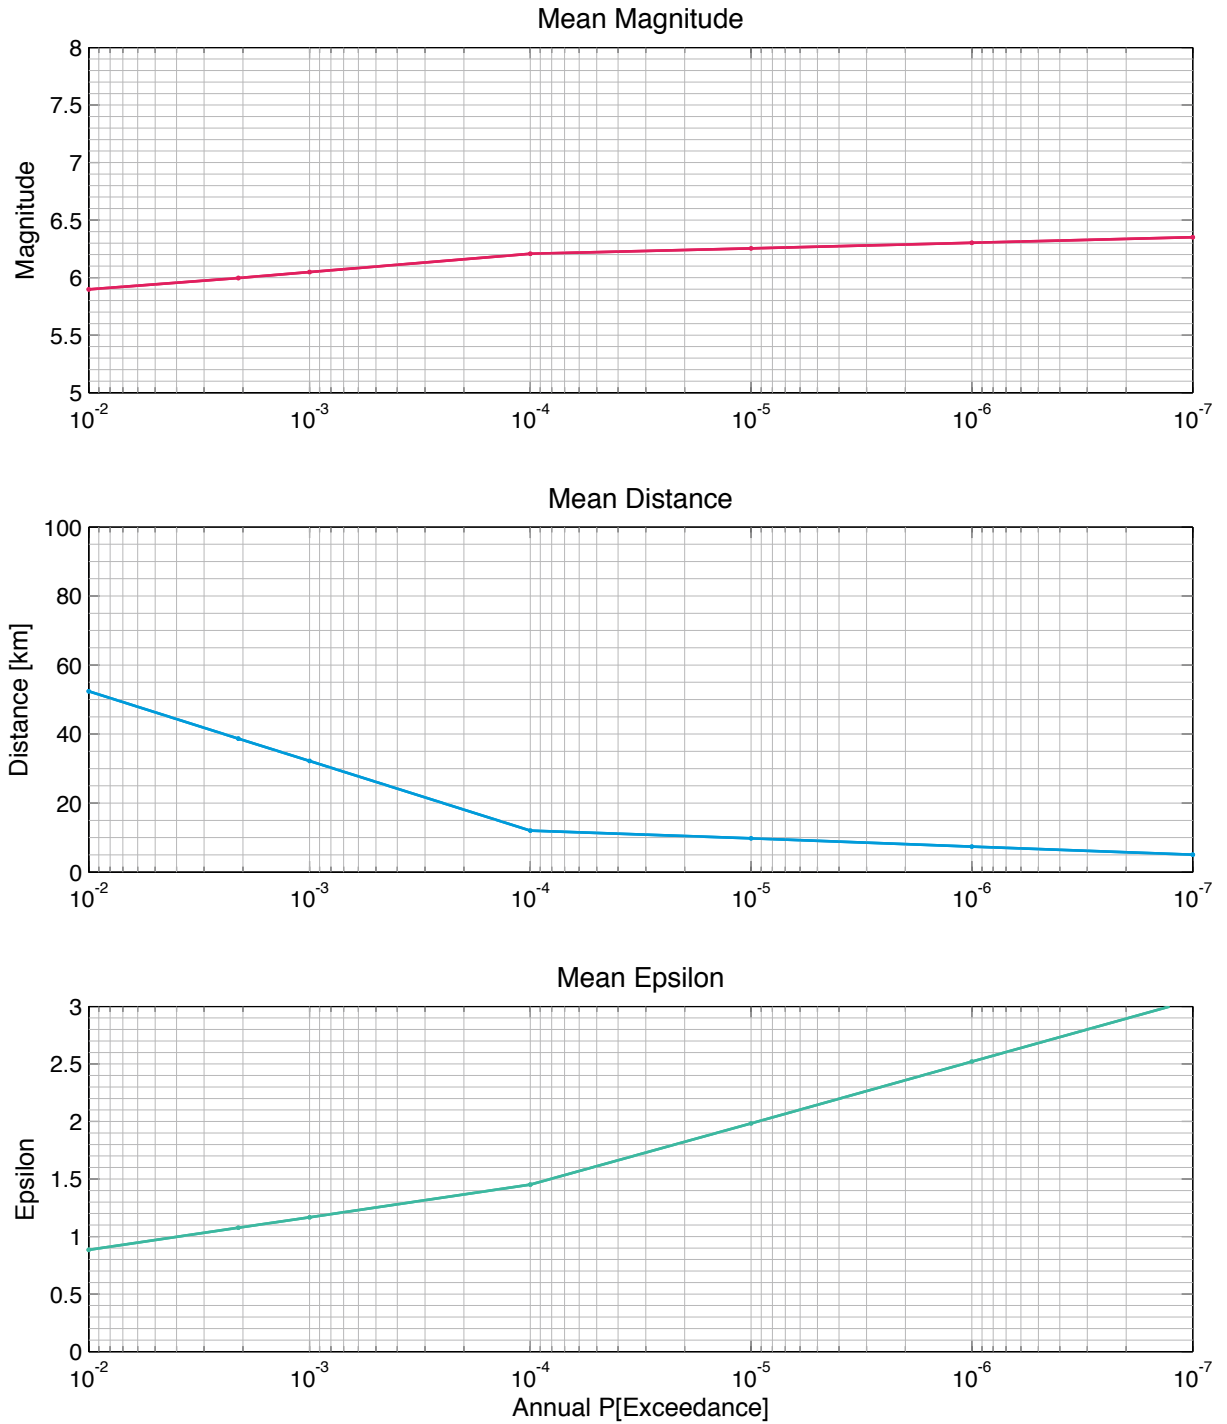 Mean Magnitude
Magnitude
8
7.5
7
6.5
6
5.5
5
10^-2 10^-3 10^-4 10^-5 10^-6 10^-7
Mean Distance
Distance [km]
100
80
60
40
20
0
10^-2 10^-3 10^-4 10^-5 10^-6 10^-7
Mean Epsilon
Epsilon
3
2.5
2
1.5
1
0.5
0
10^-2 10^-3 10^-4 10^-5 10^-6 10^-7
Annual P[Exceedance]